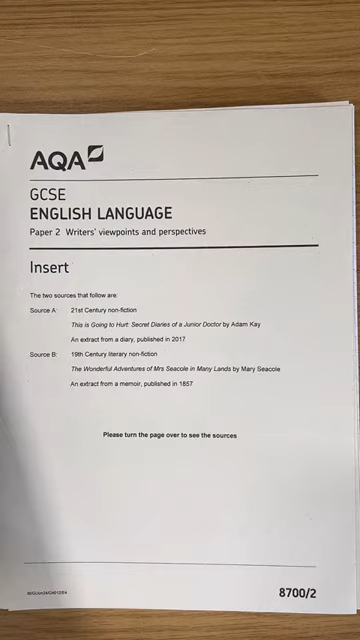 AQA
GCSE
ENGLISH LANGUAGE
Paper 2 Writers' viewpoints and perspectives
Insert
The two sources that follow are:
Source A: 21st Century non-fiction
This is Going to Hurt: Secret Diaries of a Junior Doctor by Adam Kay
An extract from a diary, published in 2017
Source B: 19th Century literary non-fiction
The Wonderful Adventures of Mrs Seacole in Many Lands by Mary Seacole
An extract from a memoir, published in 1857
Please turn the page over to see the sources
8700/2